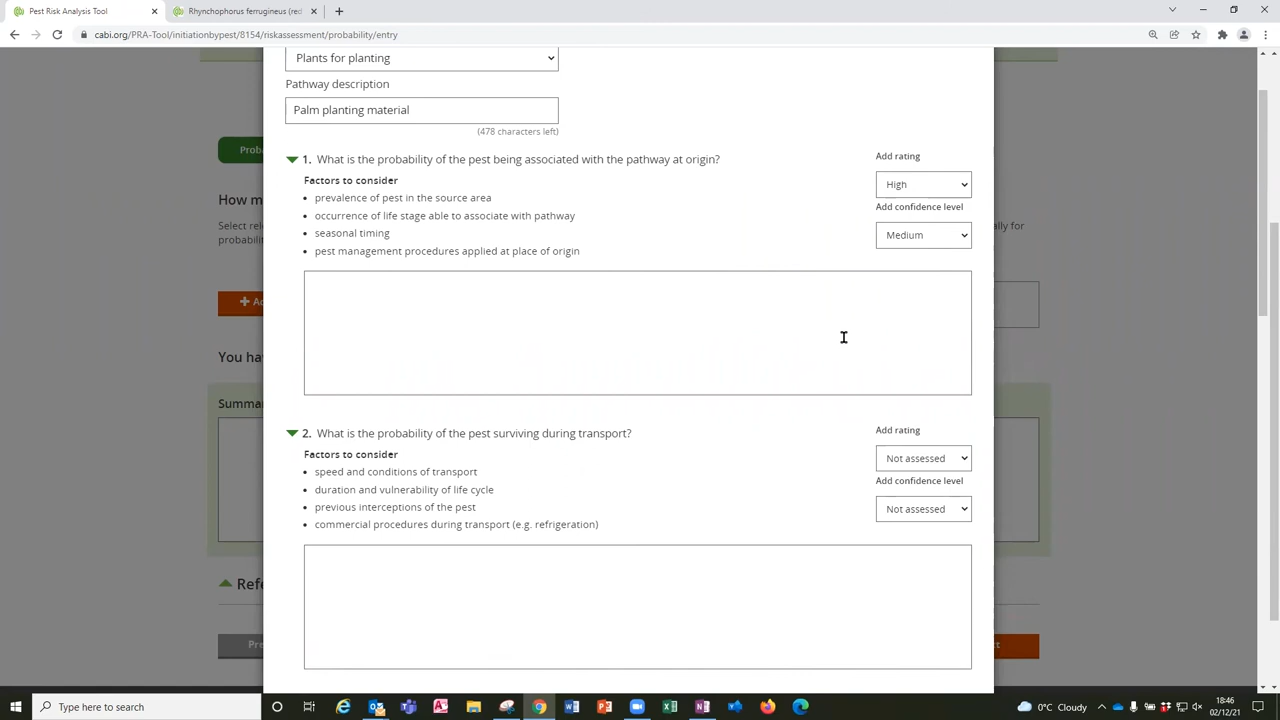 Pest Risk Analysis Tool
Rhynchophorus ferrugineus (red
cabi.org/PRA-Tool/initiationbypest/8154/riskassessment/probability/entry
Plants for planting
Pathway description
Palm planting material
(478 characters left)
1. What is the probability of the pest being associated with the pathway at origin?
Add rating
High
Factors to consider
prevalence of pest in the source area
occurrence of life stage able to associate with pathway
Add confidence level
seasonal timing
Medium
pest management procedures applied at place of origin
2. What is the probability of the pest surviving during transport?
Add rating
Not assessed
Factors to consider
speed and conditions of transport
Add confidence level
duration and vulnerability of life cycle
Not assessed
previous interceptions of the pest
commercial procedures during transport (e.g. refrigeration)
Proba
How m
Select rel
ally for
probabili
Ad
You ha
Summa
Refe
Pre
Type here to search
6°C
ENG
18:46
02/12/21